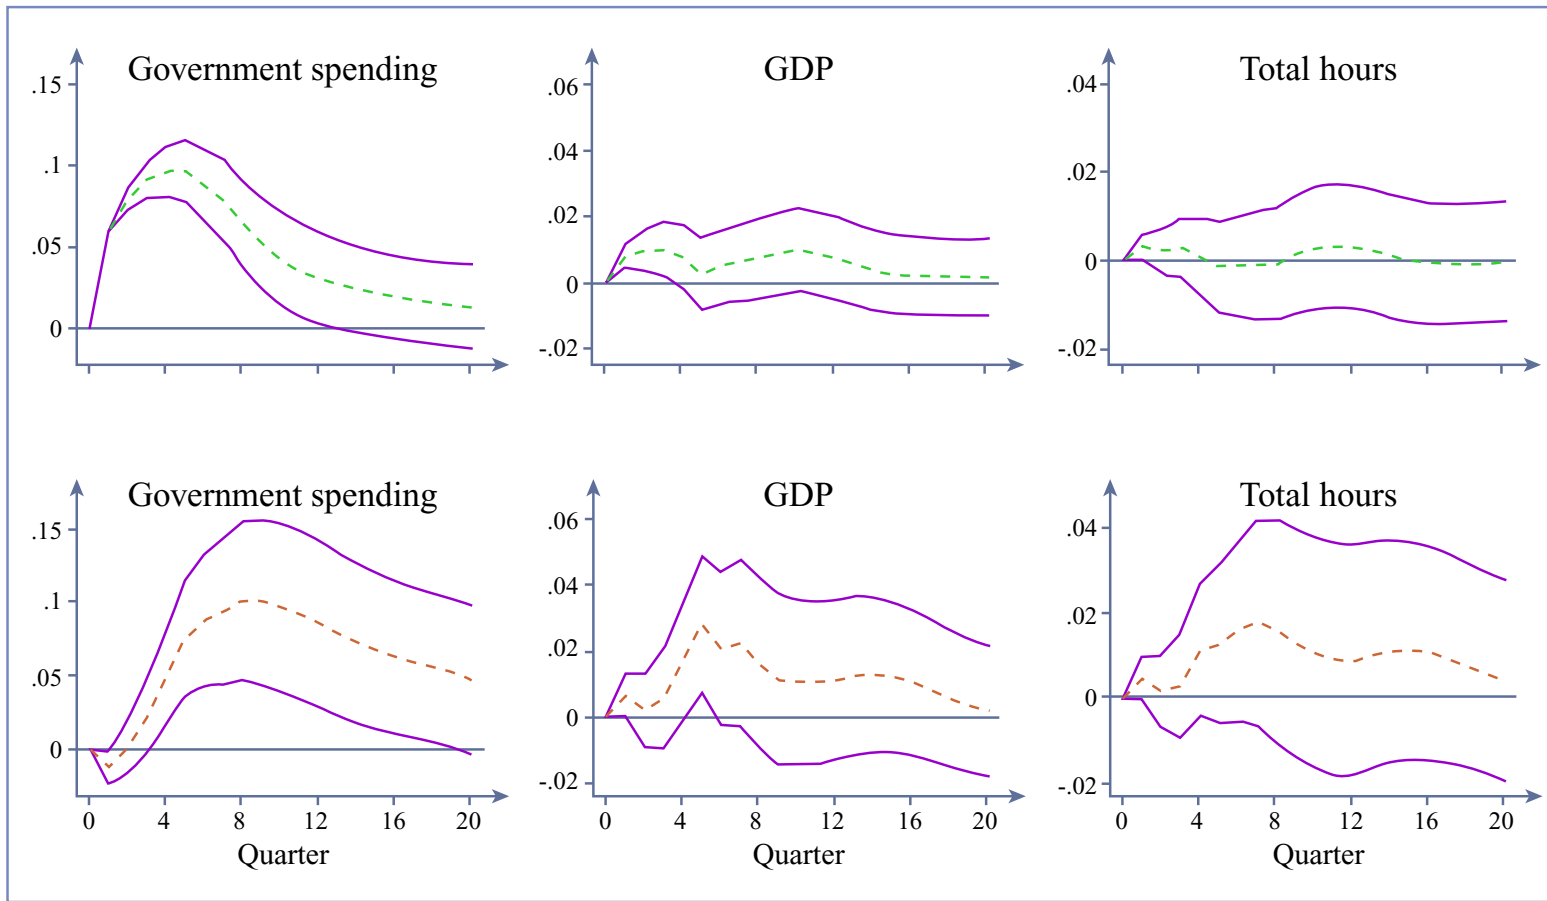 Government spending
.15
.1
.05
0
GDP
.06
.04
.02
0
-.02
Total hours
.04
.02
0
-.02
Government spending
.15
.1
.05
0
0 4 8 12 16 20
Quarter
GDP
.06
.04
.02
0
-.02
0 4 8 12 16 20
Quarter
Total hours
.04
.02
0
-.02
0 4 8 12 16 20
Quarter